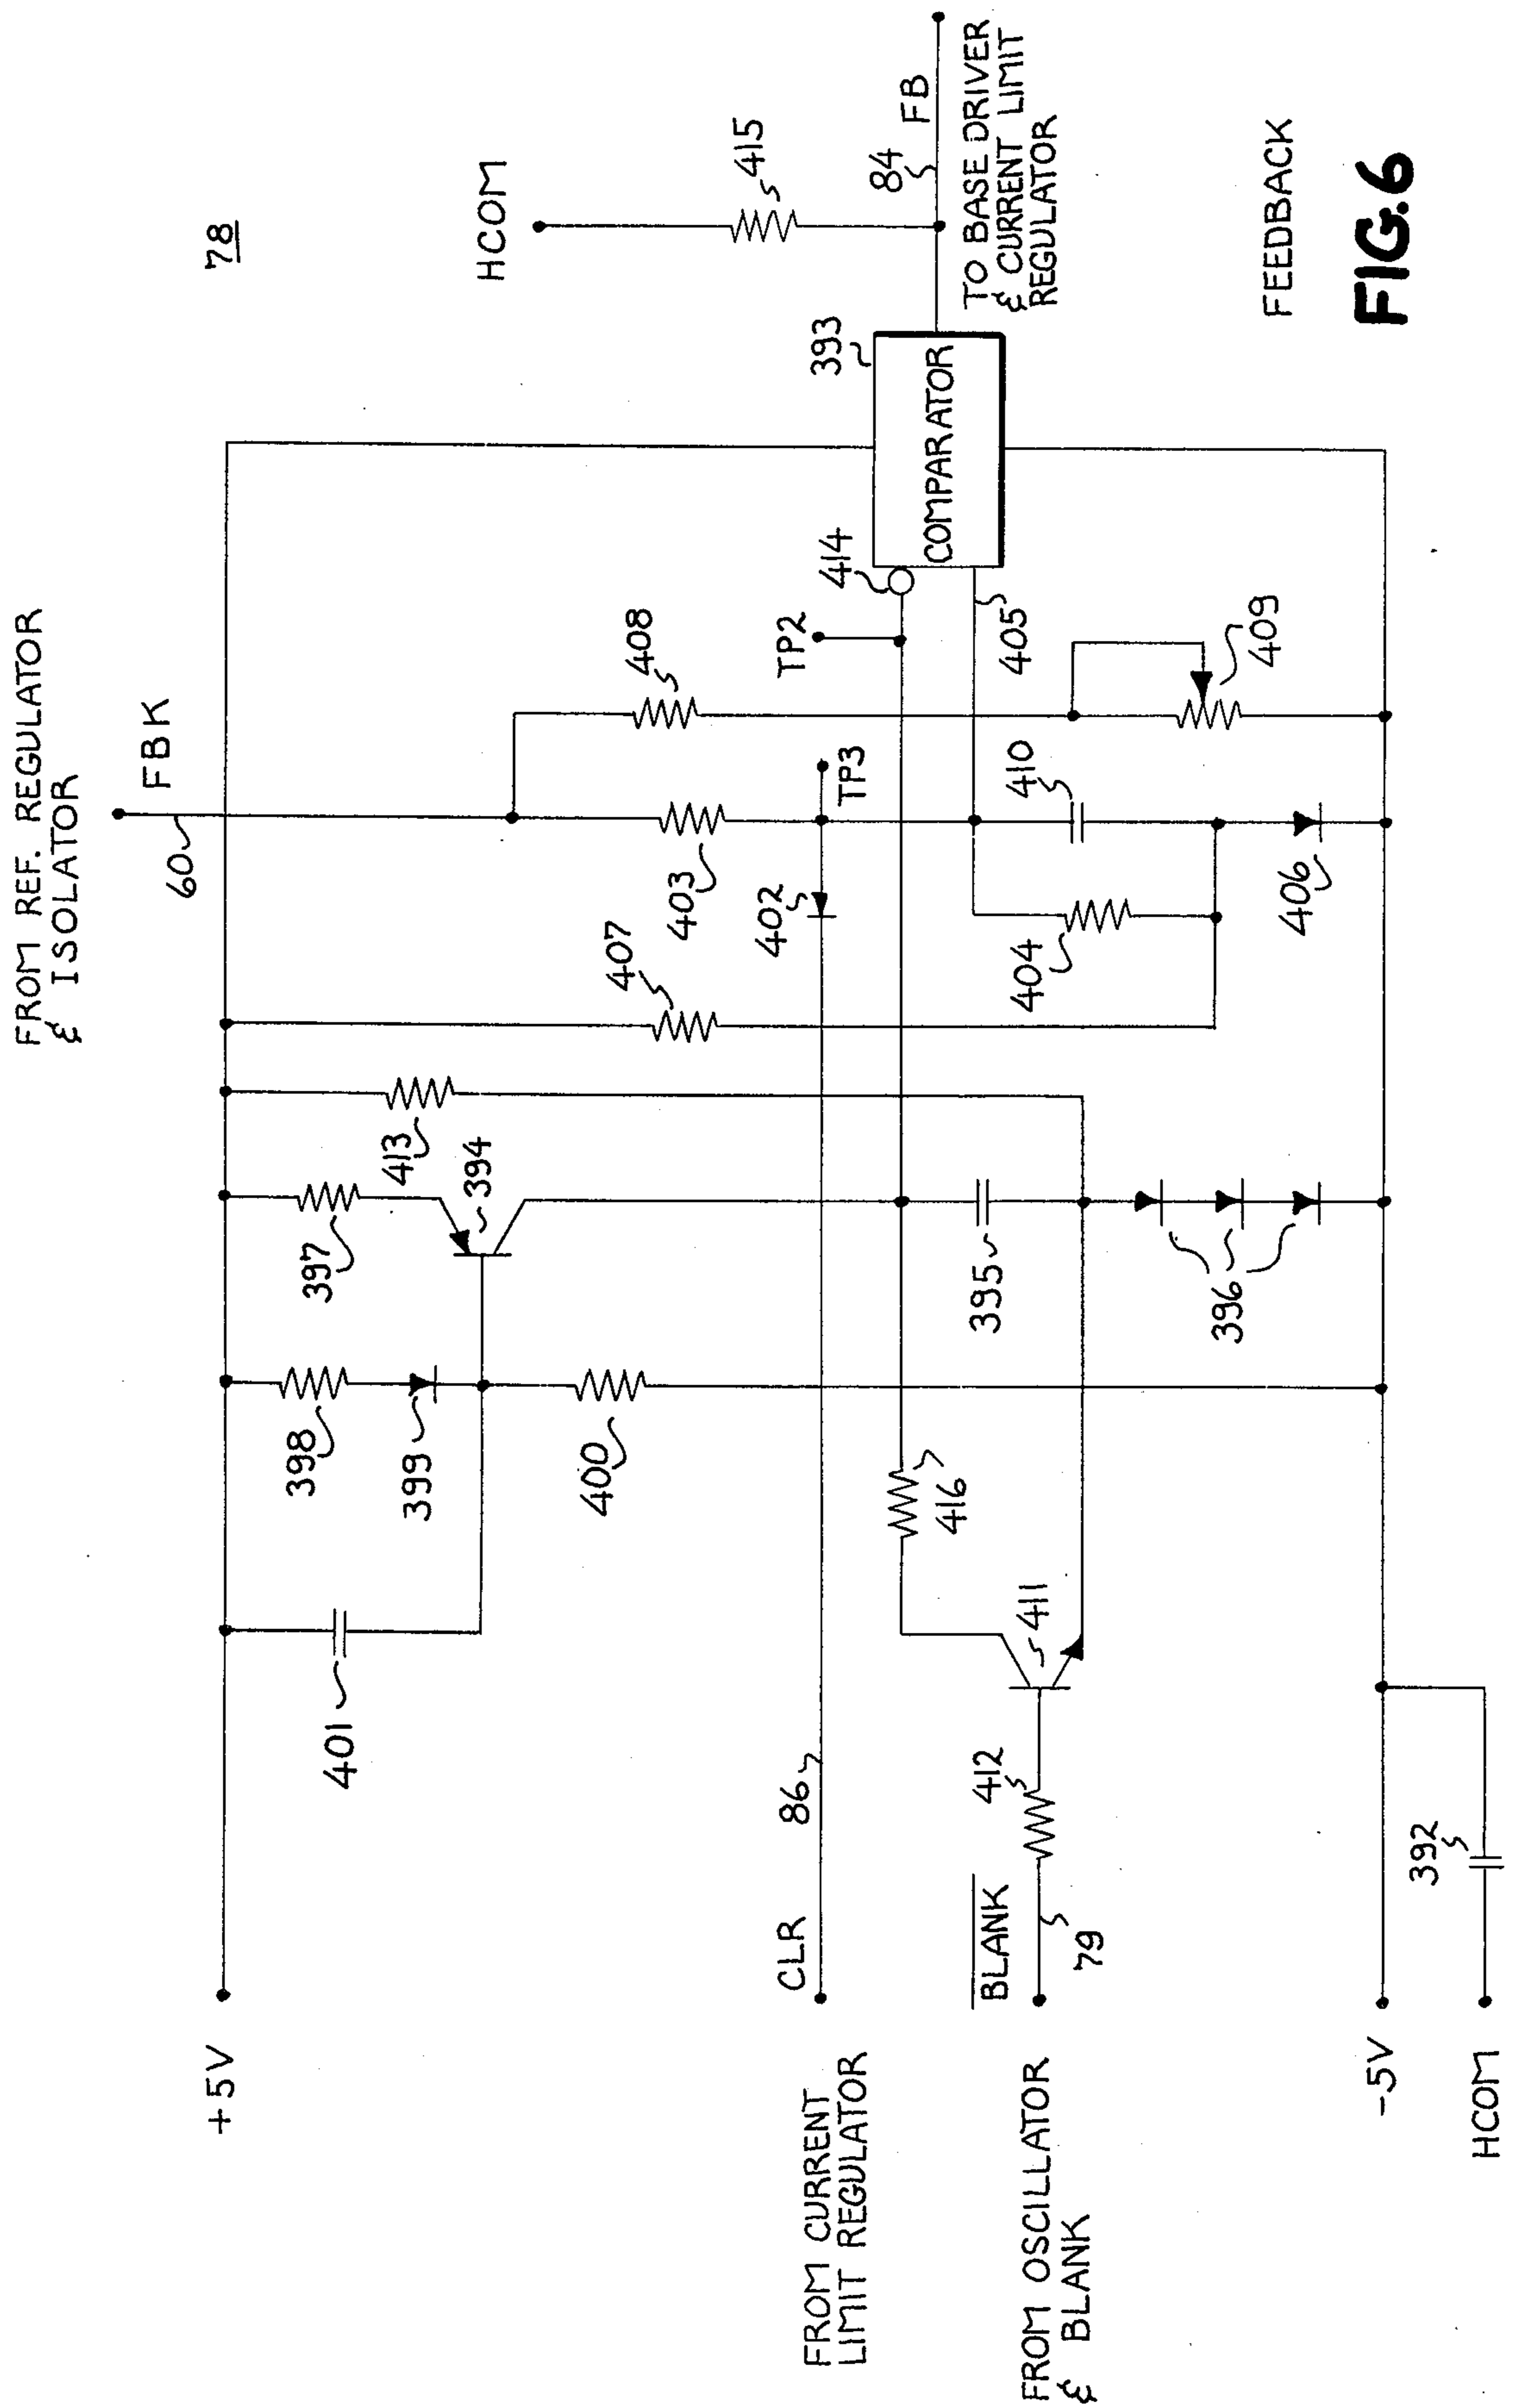 78
FROM REF. REGULATOR
& ISOLATOR
FBK
60
+5V
401
398
399
400
397
394
413
407
403
408
HCOM
415
402
TP3
TP2
414
393
COMPARATOR
84
FB
TO BASE DRIVER
& CURRENT LIMIT
REGULATOR
FROM CURRENT
LIMIT REGULATOR
CLR
86
416
411
412
FROM OSCILLATOR
& BLANK
BLANK
79
395
396
404
410
405
406
409
-5V
HCOM
392
FEEDBACK
FIG.6